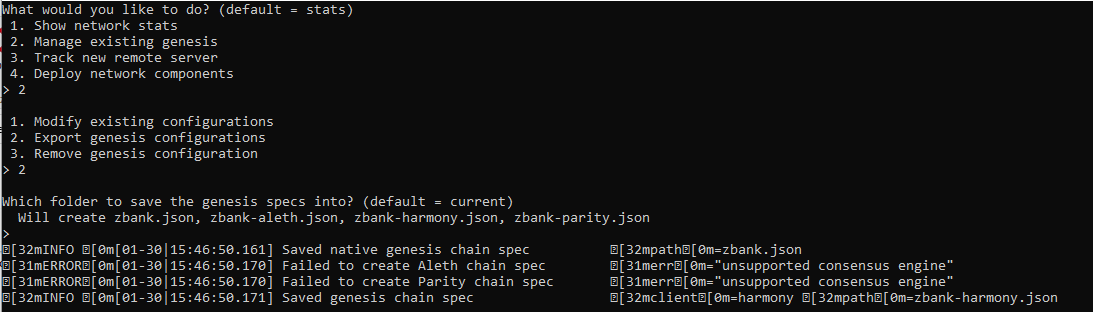 What would you like to do? (default = stats)
 1. Show network stats
 2. Manage existing genesis
 3. Track new remote server
 4. Deploy network components
> 2

 1. Modify existing configurations
 2. Export genesis configurations
 3. Remove genesis configuration
> 2

Which folder to save the genesis specs into? (default = current)
  Will create zbank.json, zbank-aleth.json, zbank-harmony.json, zbank-parity.json
>
[32mINFO [0m[01-30|15:46:50.161] Saved native genesis chain spec          [32mpath[0m=zbank.json
[31mERROR[0m[01-30|15:46:50.170] Failed to create Aleth chain spec        [31merr[0m="unsupported consensus engine"
[31mERROR[0m[01-30|15:46:50.170] Failed to create Parity chain spec       [31merr[0m="unsupported consensus engine"
[32mINFO [0m[01-30|15:46:50.171] Saved genesis chain spec                 [32mclient[0m=harmony [32mpath[0m=zbank-harmony.json